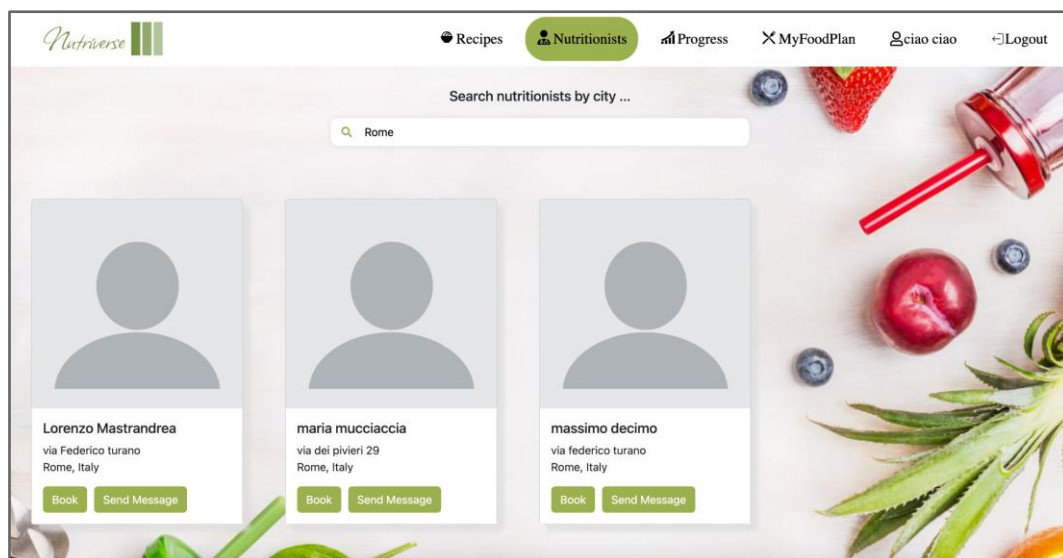 Nutriverse
Recipes
Nutritionists
Progress
MyFoodPlan
ciao ciao
Logout
Search nutritionists by city ...
Rome
Lorenzo Mastrandrea
via Federico turano
Rome, Italy
Book
Send Message
maria mucciaccia
via dei pivieri 29
Rome, Italy
Book
Send Message
massimo decimo
via federico turano
Rome, Italy
Book
Send Message